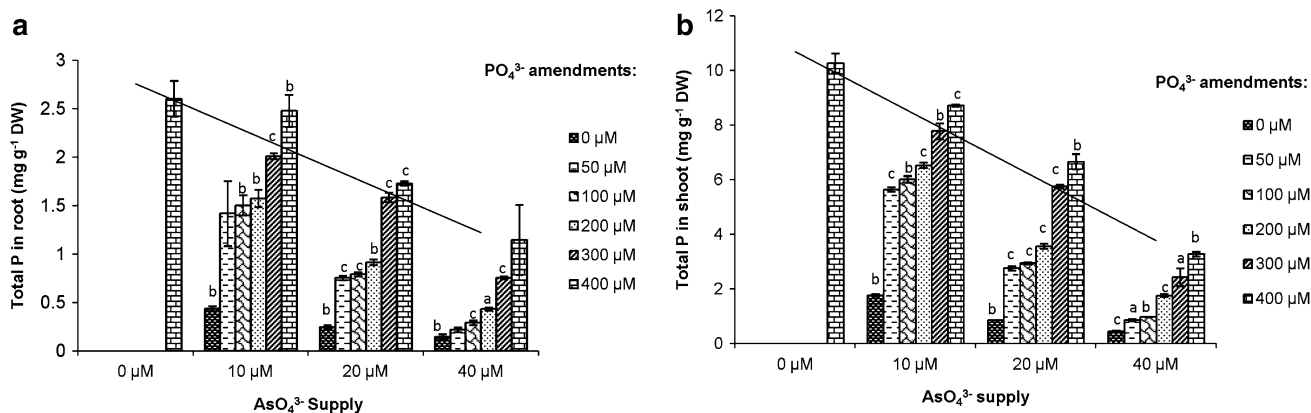 a
PO₄³⁻ amendments:
0 µM
50 µM
100 µM
200 µM
300 µM
400 µM
Total P in root (mg g⁻¹ DW)
3
2.5
2
1.5
1
0.5
0
b
b
b
c
b
b
c
c
b
c
c
b
c
a
c
0 µM
10 µM
20 µM
40 µM
AsO₄³⁻ Supply
b
PO₄³⁻ amendments:
0 µM
50 µM
100 µM
200 µM
300 µM
400 µM
Total P in shoot (mg g⁻¹ DW)
12
10
8
6
4
2
0
b
c
b
c
b
c
b
c
c
c
c
b
c
a
b
c
a
b
0 µM
10 µM
20 µM
40 µM
AsO₄³⁻ supply